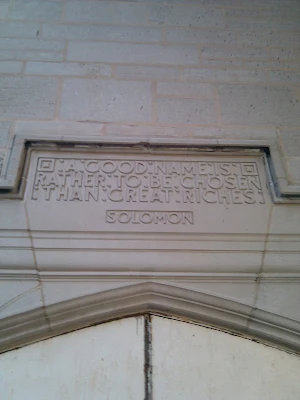 A GOOD NAME IS
RATHER TO BE CHOSEN
THAN GREAT RICHES
SOLOMON